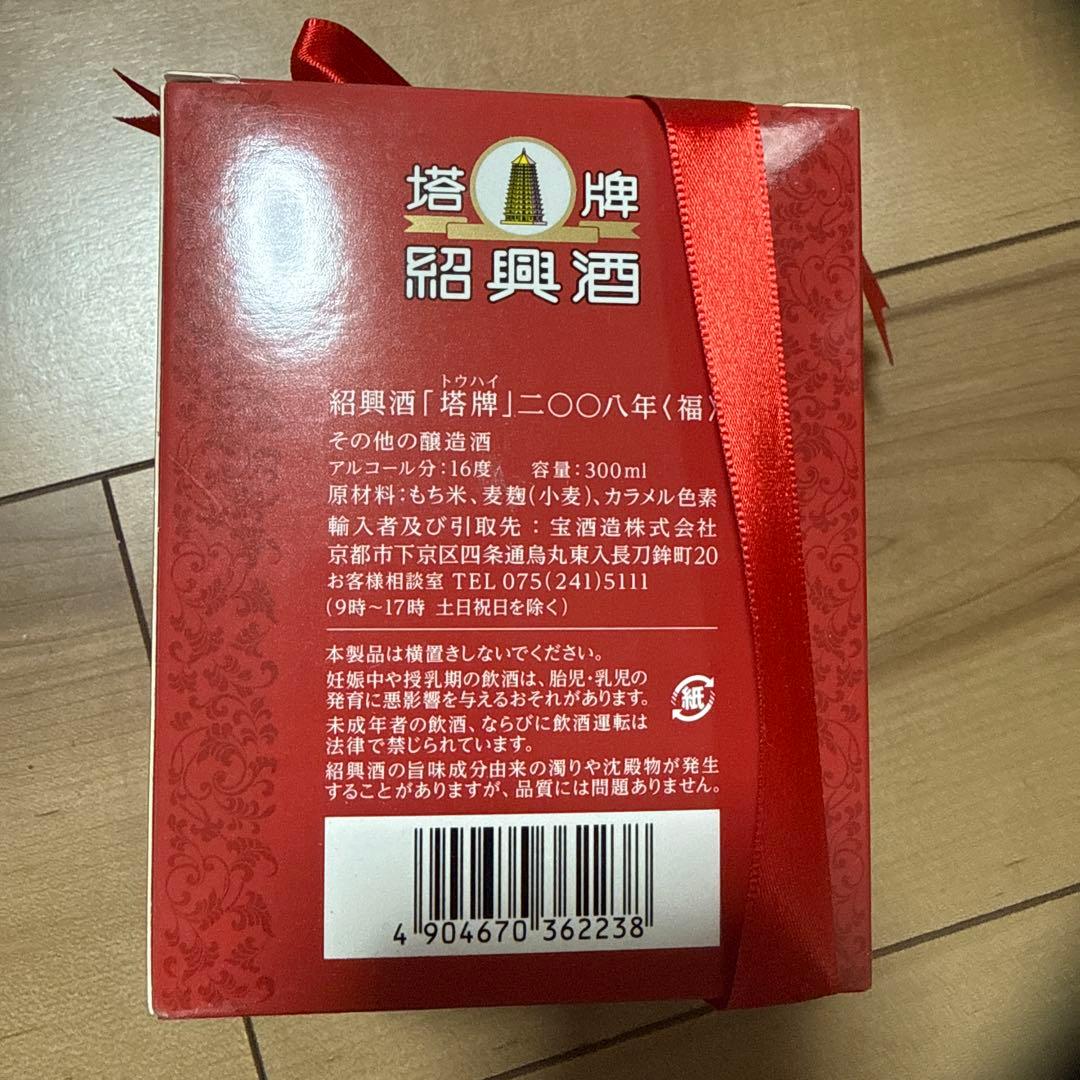 塔牌
紹興酒
トウハイ
紹興酒「塔牌」二〇〇八年〈福〉
その他の醸造酒
アルコール分:16度 容量:300ml
原材料:もち米、麦麹(小麦)、カラメル色素
輸入者及び引取先:宝酒造株式会社
京都市下京区四条通烏丸東入長刀鉾町20
お客様相談室 TEL 075(241)5111
(9時~17時 土日祝日を除く)
本製品は横置きしないでください。
妊娠中や授乳期の飲酒は、胎児・乳児の
発育に悪影響を与えるおそれがあります。
紙
未成年者の飲酒、ならびに飲酒運転は
法律で禁じられています。
紹興酒の旨味成分由来の濁りや沈殿物が発生
することがありますが、品質には問題ありません。
4 904670 362238